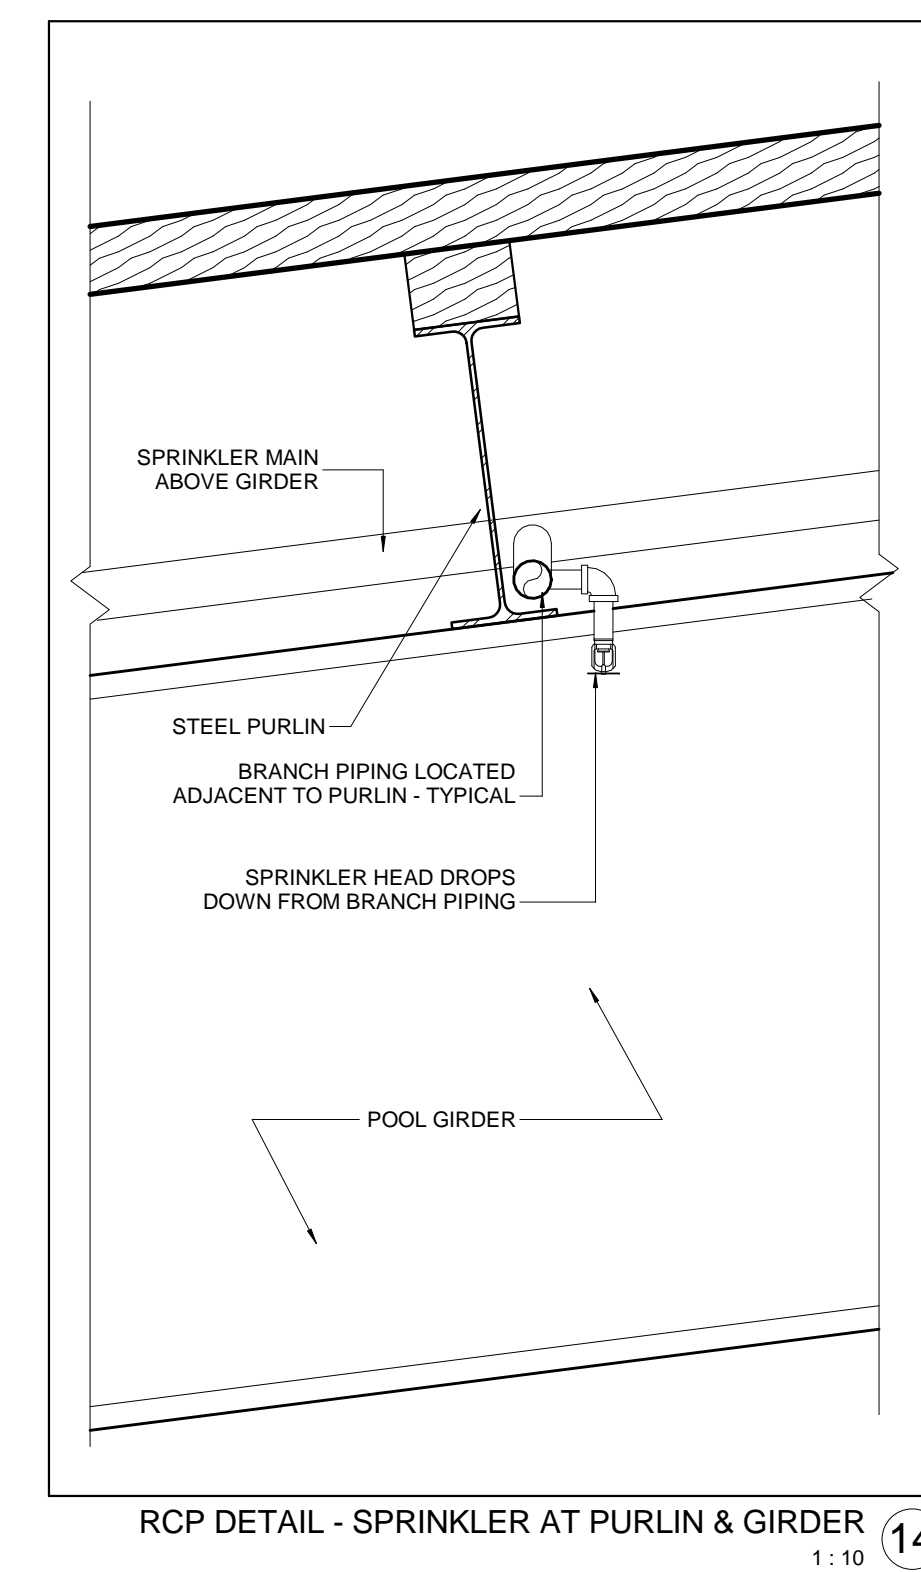 SPRINKLER MAIN
ABOVE GIRDER
STEEL PURLIN
BRANCH PIPING LOCATED
ADJACENT TO PURLIN - TYPICAL
SPRINKLER HEAD DROPS
DOWN FROM BRANCH PIPING
POOL GIRDER
RCP DETAIL - SPRINKLER AT PURLIN & GIRDER
14
1 : 10